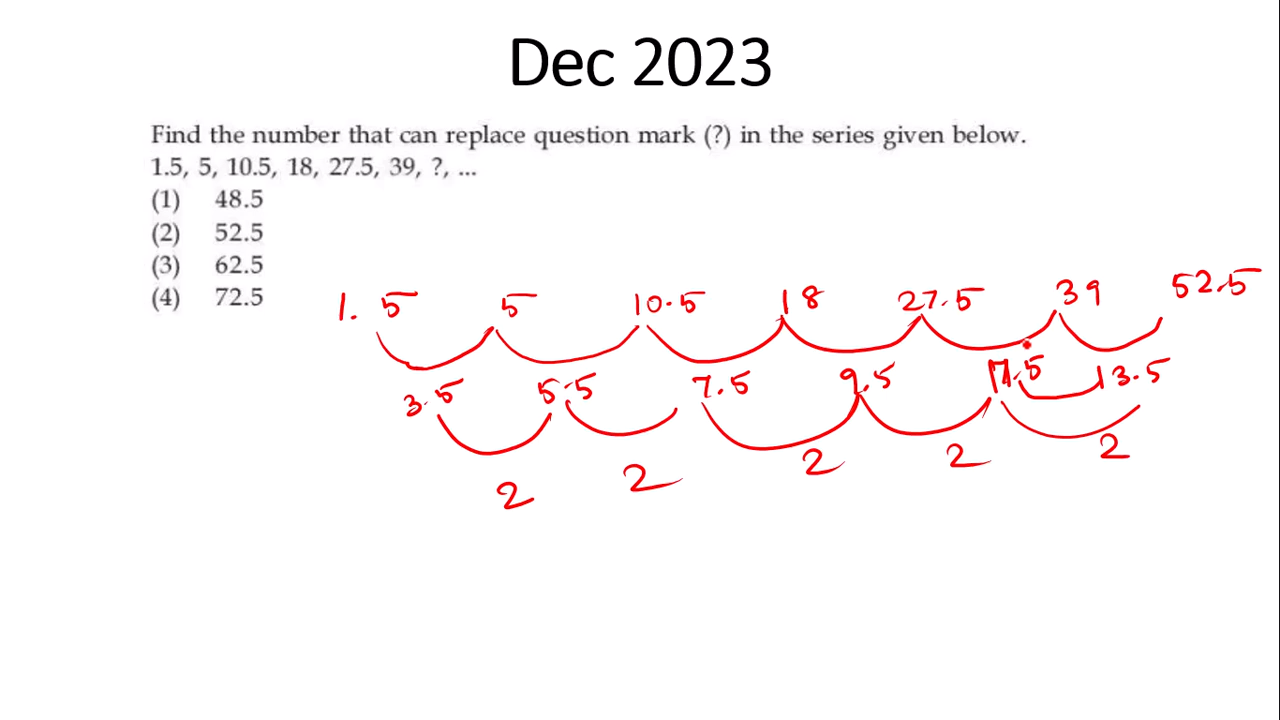 Dec 2023
Find the number that can replace question mark (?) in the series given below.
1.5, 5, 10.5, 18, 27.5, 39, ?, ...
(1) 48.5
(2) 52.5
(3) 62.5
(4) 72.5
1.5 5 10.5 18 27.5 39 52.5
3.5 5.5 7.5 9.5 11.5 13.5
2 2 2 2 2